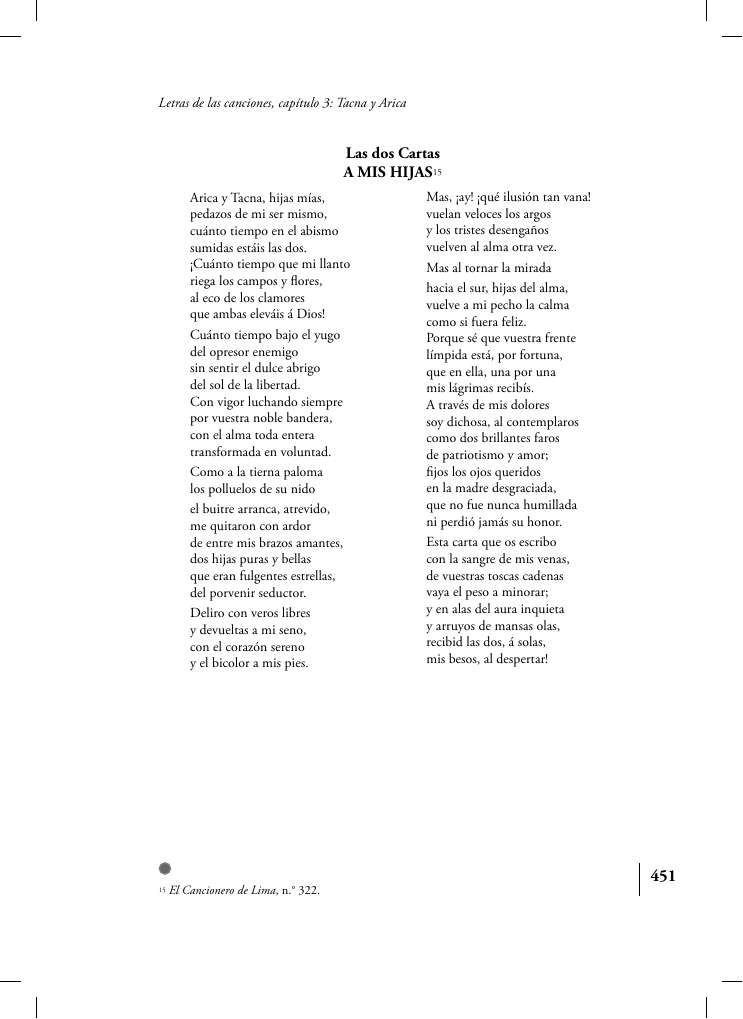 Letras de las canciones, capítulo 3: Tacna y Arica
Las dos Cartas
A MIS HIJAS15
Arica y Tacna, hijas mías,
pedazos de mi ser mismo,
cuánto tiempo en el abismo
sumidas estáis las dos.
¡Cuánto tiempo que mi llanto
riega los campos y flores,
al eco de los clamores
que ambas eleváis á Dios!
Cuánto tiempo bajo el yugo
del opresor enemigo
sin sentir el dulce abrigo
del sol de la libertad.
Con vigor luchando siempre
por vuestra noble bandera,
con el alma toda entera
transformada en voluntad.
Como a la tierna paloma
los polluelos de su nido
el buitre arranca, atrevido,
me quitaron con ardor
de entre mis brazos amantes,
dos hijas puras y bellas
que eran fulgentes estrellas,
del porvenir seductor.
Deliro con veros libres
y devueltas a mi seno,
con el corazón sereno
y el bicolor a mis pies.
Mas, ¡ay! ¡qué ilusión tan vana!
vuelan veloces los argos
y los tristes desengaños
vuelven al alma otra vez.
Mas al tornar la mirada
hacia el sur, hijas del alma,
vuelve a mi pecho la calma
como si fuera feliz.
Porque sé que vuestra frente
límpida está, por fortuna,
que en ella, una por una
mis lágrimas recibís.
A través de mis dolores
soy dichosa, al contemplaros
como dos brillantes faros
de patriotismo y amor;
fijos los ojos queridos
en la madre desgraciada,
que no fue nunca humillada
ni perdió jamás su honor.
Esta carta que os escribo
con la sangre de mis venas,
de vuestras toscas cadenas
vaya el peso a minorar;
y en alas del aura inquieta
y arruyos de mansas olas,
recibid las dos, á solas,
mis besos, al despertar!
15 El Cancionero de Lima, n.° 322.
451